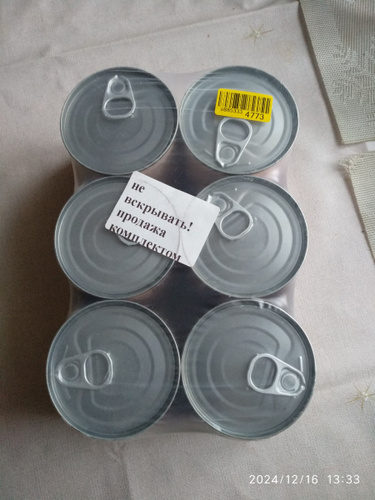 4773
не
вскрывать!
продажа
комплектом
2024/12/16 13:33